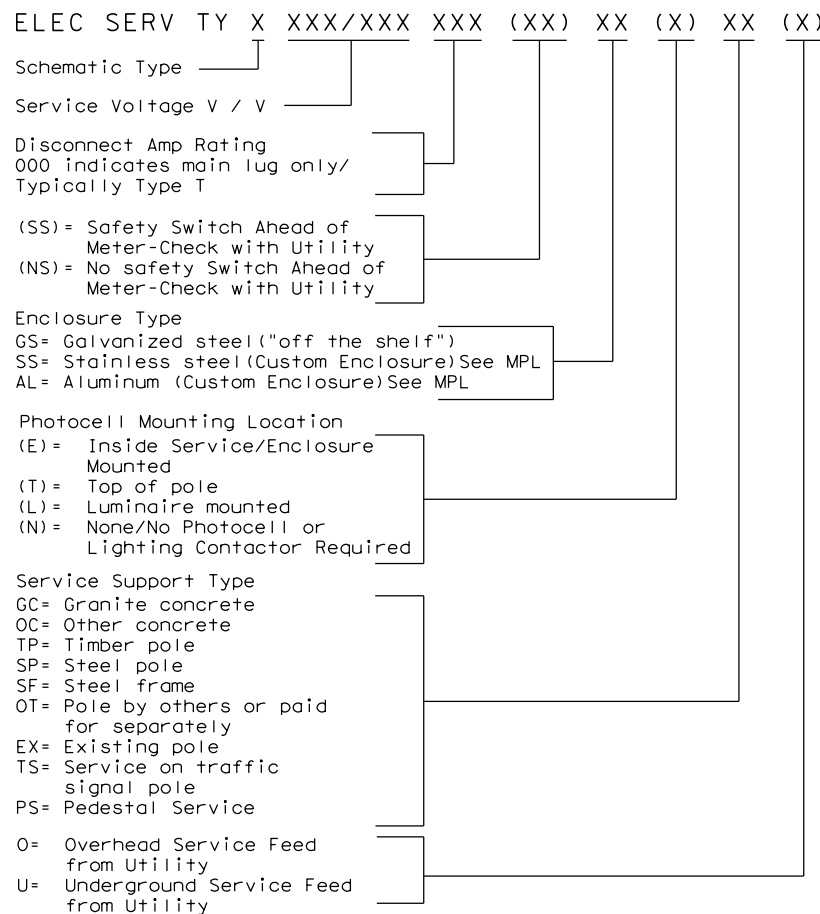 ELEC SERV TY X XXX/XXX XXX (XX) XX (X) XX (X)
Schematic Type
Service Voltage V / V
Disconnect Amp Rating
000 indicates main lug only/
Typically Type T
(SS)= Safety Switch Ahead of
Meter-Check with Utility
(NS)= No safety Switch Ahead of
Meter-Check with Utility
Enclosure Type
GS= Galvanized steel("off the shelf")
SS= Stainless steel(Custom Enclosure)See MPL
AL= Aluminum (Custom Enclosure)See MPL
Photocell Mounting Location
(E)= Inside Service/Enclosure
Mounted
(T)= Top of pole
(L)= Luminaire mounted
(N)= None/No Photocell or
Lighting Contactor Required
Service Support Type
GC= Granite concrete
OC= Other concrete
TP= Timber pole
SP= Steel pole
SF= Steel frame
OT= Pole by others or paid
for separately
EX= Existing pole
TS= Service on traffic
signal pole
PS= Pedestal Service
O= Overhead Service Feed
from Utility
U= Underground Service Feed
from Utility